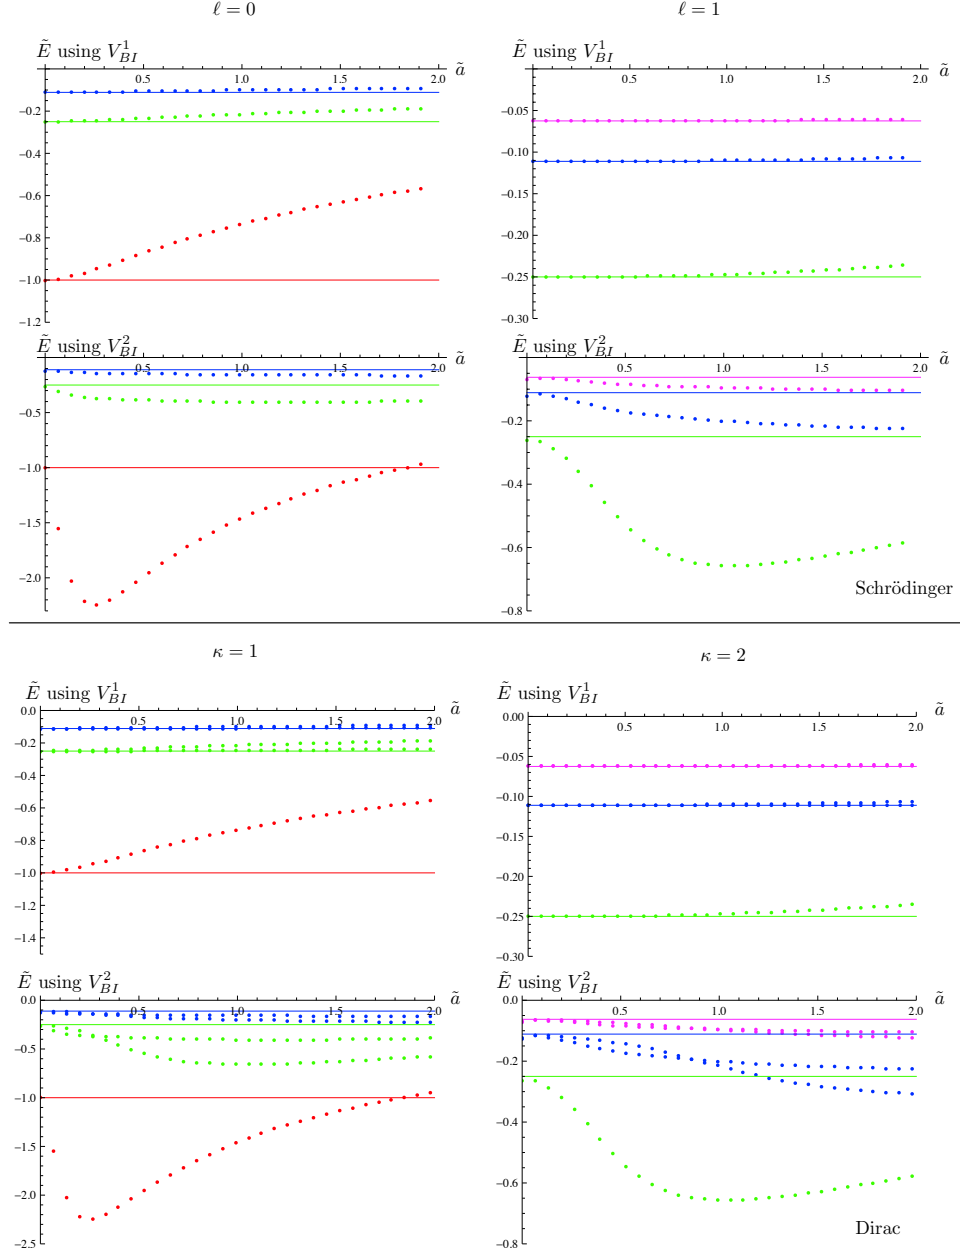 ℓ = 0
ℓ = 1
Ẽ using V¹_BI
0.5 1.0 1.5 2.0 ã
−0.2
−0.4
−0.6
−0.8
−1.0
−1.2
Ẽ using V¹_BI
0.5 1.0 1.5 2.0 ã
−0.05
−0.10
−0.15
−0.20
−0.25
−0.30
Ẽ using V²_BI
0.5 1.0 1.5 2.0 ã
−0.5
−1.0
−1.5
−2.0
Ẽ using V²_BI
0.5 1.0 1.5 2.0 ã
−0.2
−0.4
−0.6
−0.8
Schrödinger
κ = 1
κ = 2
Ẽ using V¹_BI
0.0
0.5 1.0 1.5 2.0 ã
−0.2
−0.4
−0.6
−0.8
−1.0
−1.2
−1.4
Ẽ using V¹_BI
0.00
0.5 1.0 1.5 2.0 ã
−0.05
−0.10
−0.15
−0.20
−0.25
−0.30
Ẽ using V²_BI
0.0
0.5 1.0 1.5 2.0 ã
−0.5
−1.0
−1.5
−2.0
−2.5
Ẽ using V²_BI
0.0
0.5 1.0 1.5 2.0 ã
−0.2
−0.4
−0.6
−0.8
Dirac